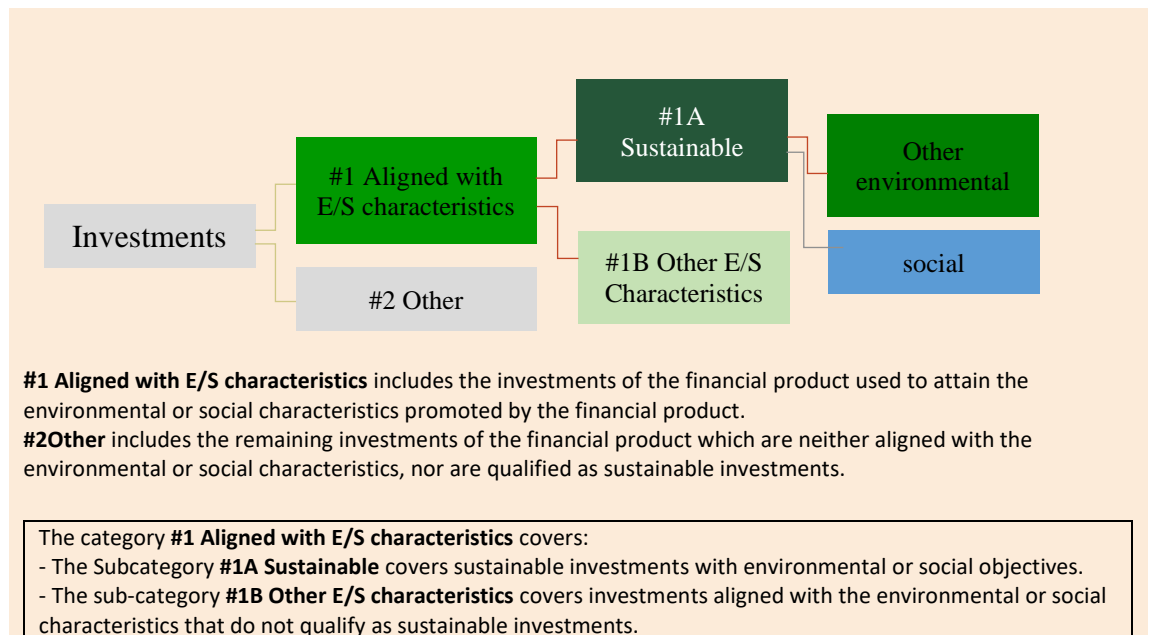 #1A
Sustainable
Other
environmental
#1 Aligned with
E/S characteristics
Investments
#1B Other E/S
Characteristics
social
#2 Other
#1 Aligned with E/S characteristics includes the investments of the financial product used to attain the
environmental or social characteristics promoted by the financial product.
#2Other includes the remaining investments of the financial product which are neither aligned with the
environmental or social characteristics, nor are qualified as sustainable investments.
The category #1 Aligned with E/S characteristics covers:
- The Subcategory #1A Sustainable covers sustainable investments with environmental or social objectives.
- The sub-category #1B Other E/S characteristics covers investments aligned with the environmental or social
characteristics that do not qualify as sustainable investments.